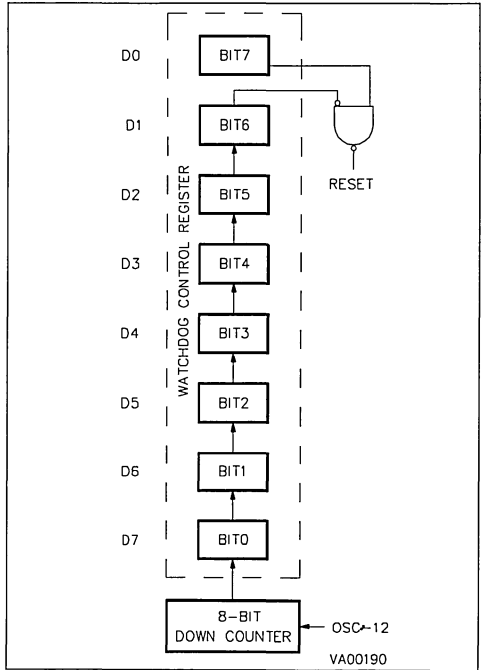 D0 BIT7
D1 BIT6
RESET
D2 BIT5
D3 BIT4
D4 BIT3
D5 BIT2
D6 BIT1
D7 BIT0
WATCHDOG CONTROL REGISTER
8-BIT
DOWN COUNTER
OSC-12
VA00190